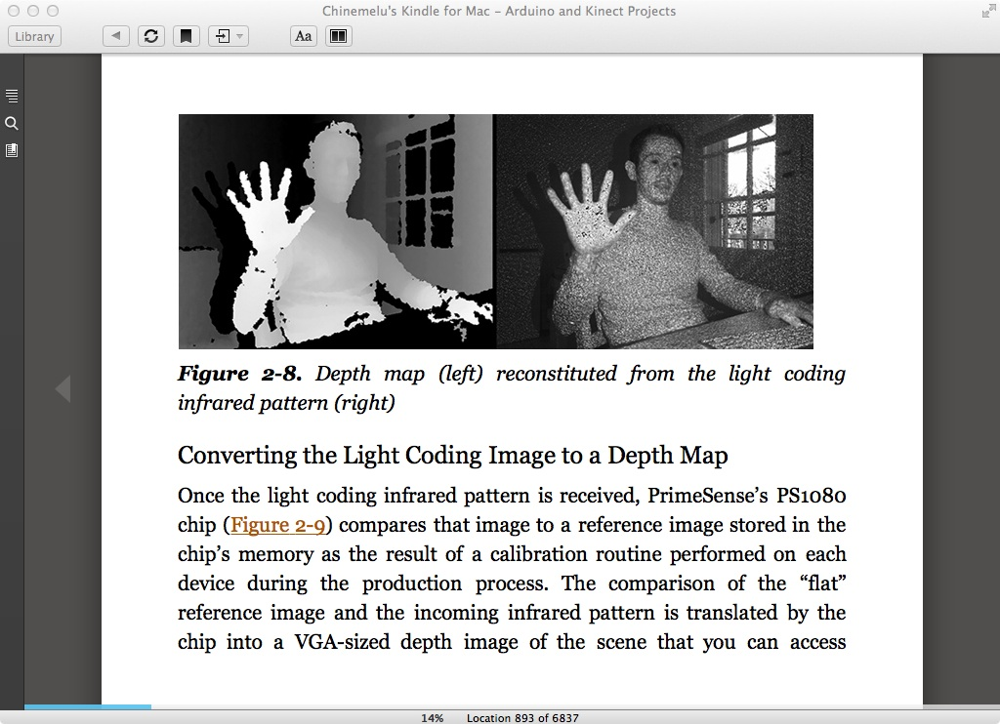 Chinemelu's Kindle for Mac – Arduino and Kinect Projects
Library
Aa
Figure 2-8. Depth map (left) reconstituted from the light coding
infrared pattern (right)
Converting the Light Coding Image to a Depth Map
Once the light coding infrared pattern is received, PrimeSense’s PS1080
chip (Figure 2-9) compares that image to a reference image stored in the
chip’s memory as the result of a calibration routine performed on each
device during the production process. The comparison of the “flat”
reference image and the incoming infrared pattern is translated by the
chip into a VGA-sized depth image of the scene that you can access
14% Location 893 of 6837